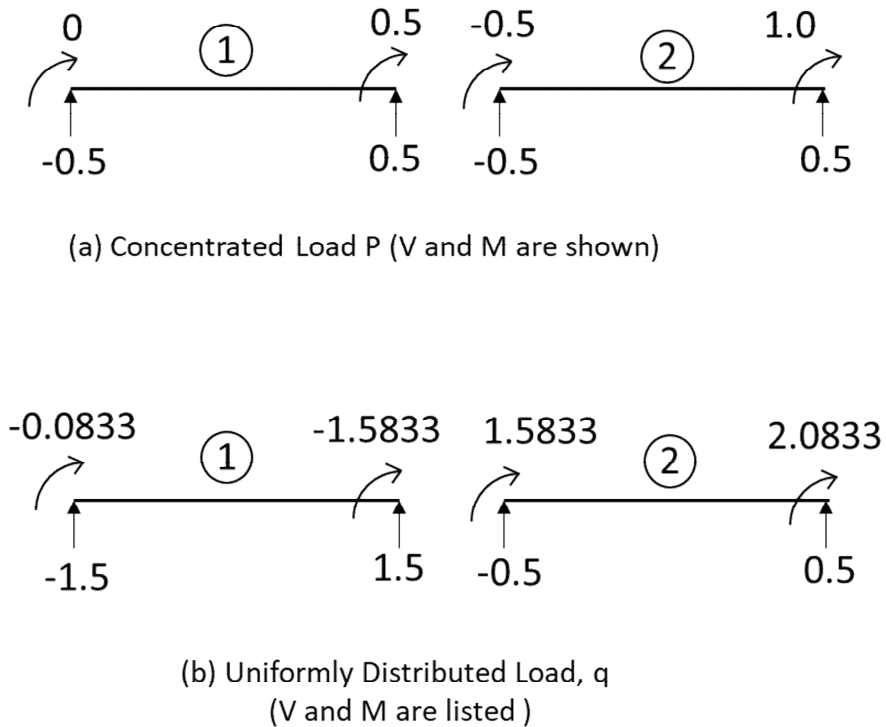 0 ① 0.5 -0.5 ② 1.0
-0.5 0.5 -0.5 0.5
(a) Concentrated Load P (V and M are shown)
-0.0833 ① -1.5833 1.5833 ② 2.0833
-1.5 1.5 -0.5 0.5
(b) Uniformly Distributed Load, q
(V and M are listed )